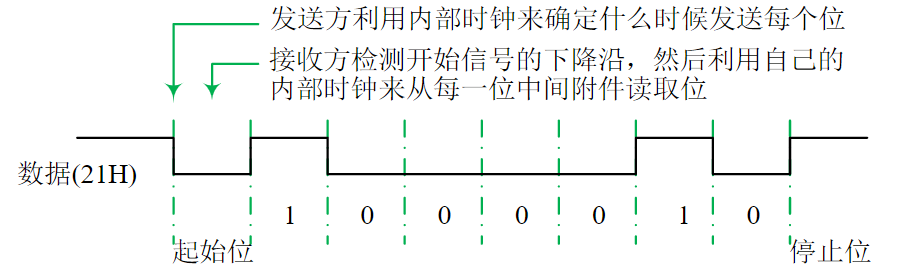 发送方利用内部时钟来确定什么时候发送每个位
接收方检测开始信号的下降沿，然后利用自己的
内部时钟来从每一位中间附件读取位
数据(21H)
1 0 0 0 0 1 0
起始位 停止位